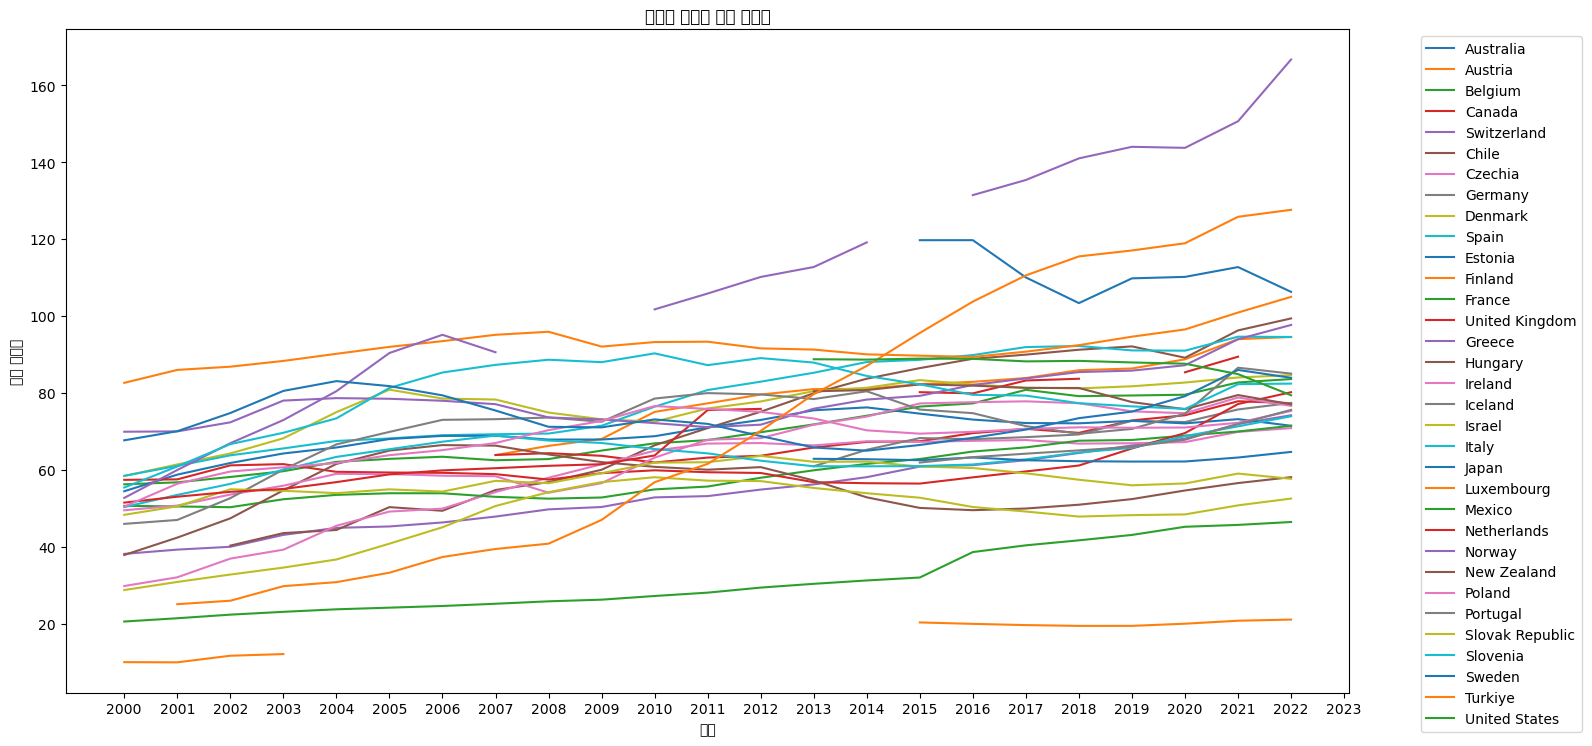 160
140
120
100
80
60
40
20
2000 2001 2002 2003 2004 2005 2006 2007 2008 2009 2010 2011 2012 2013 2014 2015 2016 2017 2018 2019 2020 2021 2022 2023
Australia
Austria
Belgium
Canada
Switzerland
Chile
Czechia
Germany
Denmark
Spain
Estonia
Finland
France
United Kingdom
Greece
Hungary
Ireland
Iceland
Israel
Italy
Japan
Luxembourg
Mexico
Netherlands
Norway
New Zealand
Poland
Portugal
Slovak Republic
Slovenia
Sweden
Turkiye
United States